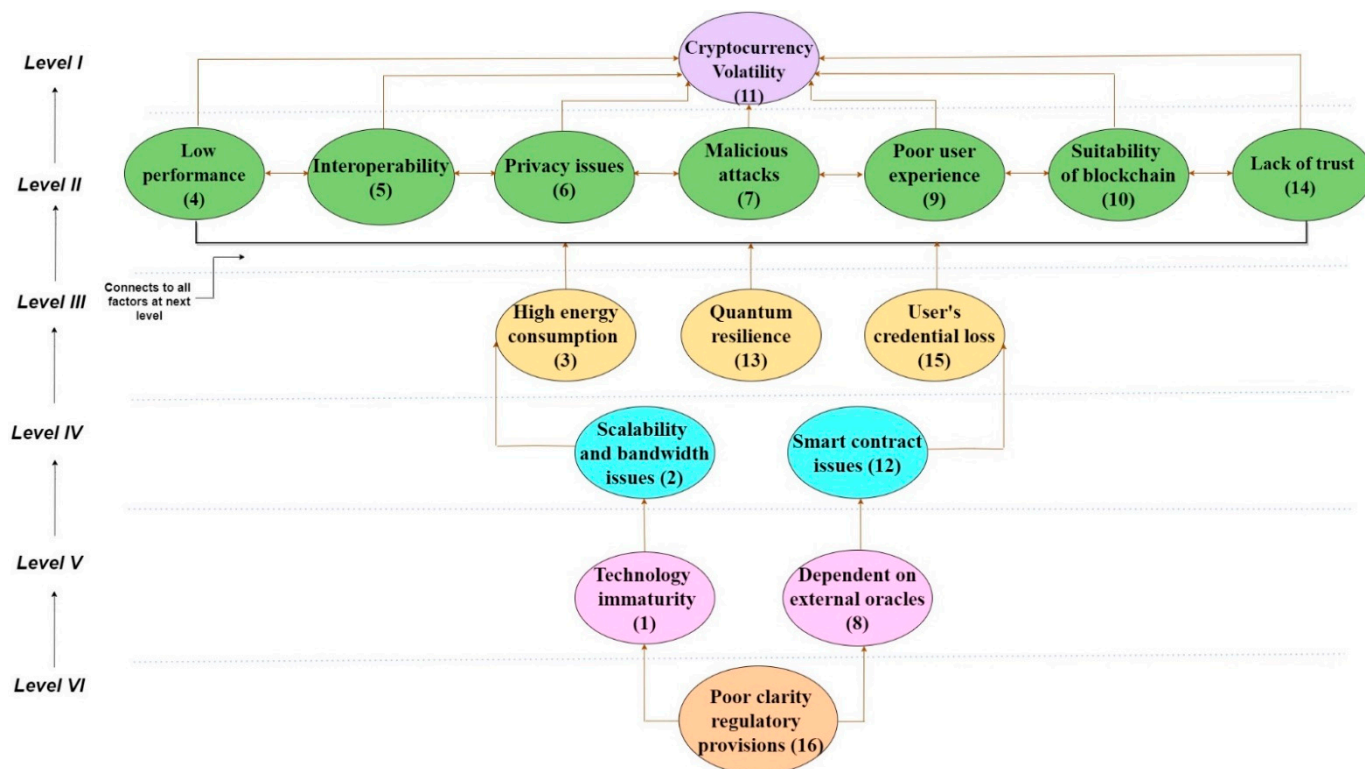 Level I
Cryptocurrency
Volatility
(11)
Level II
Low
performance
(4)
Interoperability
(5)
Privacy issues
(6)
Malicious
attacks
(7)
Poor user
experience
(9)
Suitability
of blockchain
(10)
Lack of trust
(14)
Connects to all
factors at next
level
Level III
High energy
consumption
(3)
Quantum
resilience
(13)
User's
credential loss
(15)
Level IV
Scalability
and bandwidth
issues (2)
Smart contract
issues (12)
Level V
Technology
immaturity
(1)
Dependent on
external oracles
(8)
Level VI
Poor clarity
regulatory
provisions (16)